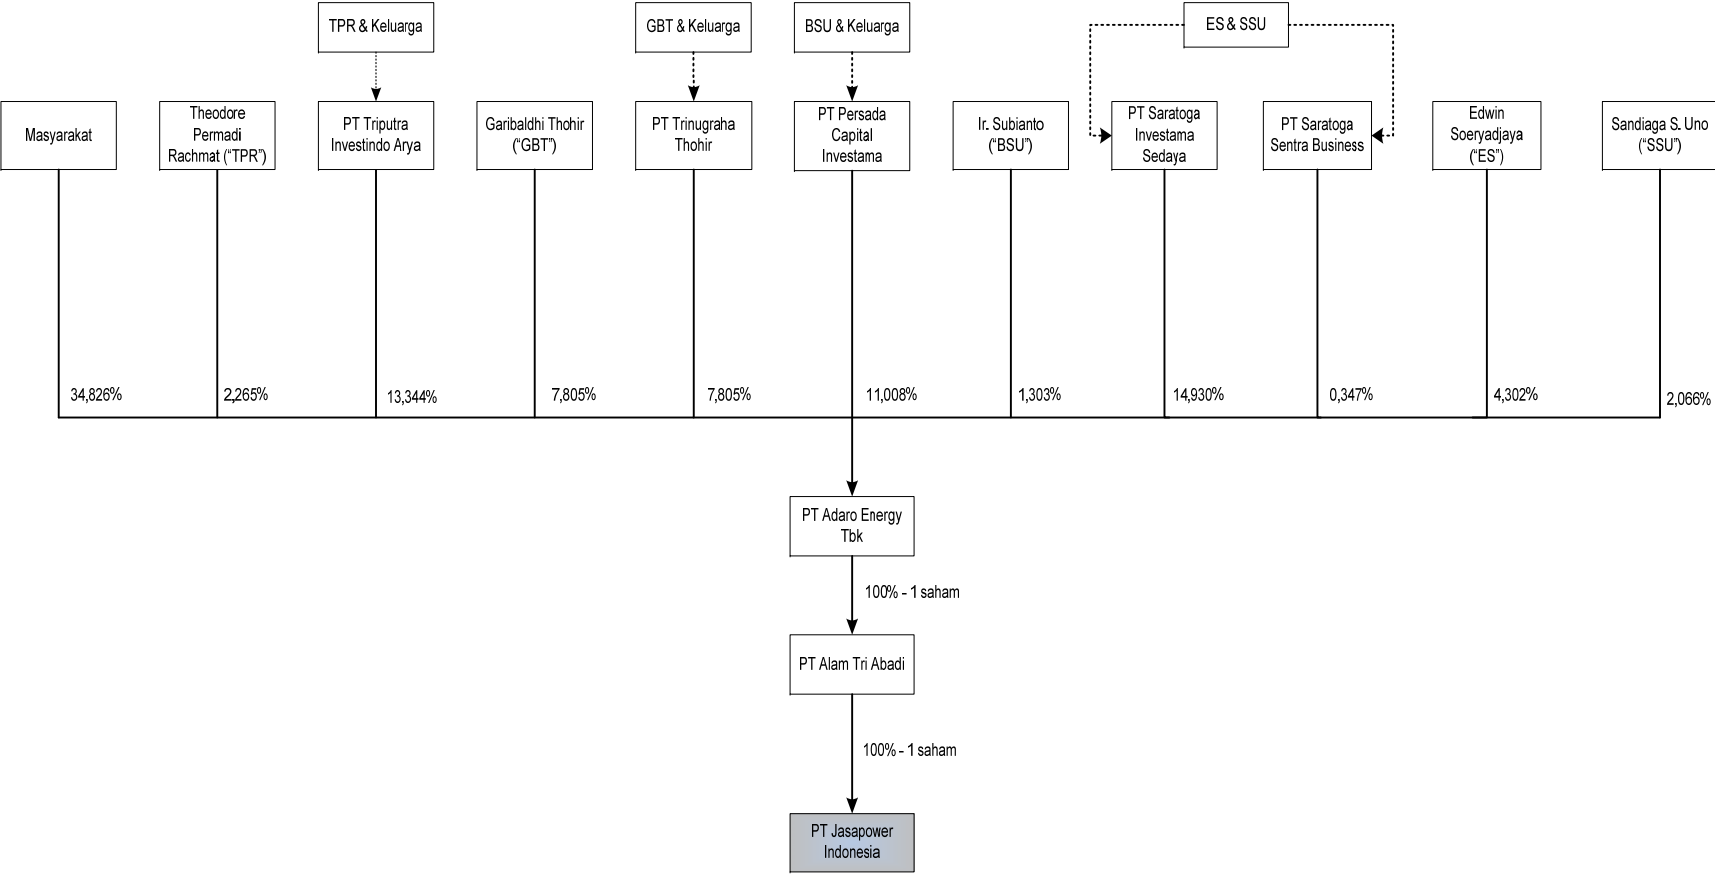 TPR & Keluarga
GBT & Keluarga
BSU & Keluarga
ES & SSU
Masyarakat
Theodore
Permadi
Rachmat (“TPR”)
PT Triputra
Investindo Arya
Garibaldhi Thohir
(“GBT”)
PT Trinugraha
Thohir
PT Persada
Capital
Investama
Ir. Subianto
(“BSU”)
PT Saratoga
Investama
Sedaya
PT Saratoga
Sentra Business
Edwin
Soeryadjaya
(“ES”)
Sandiaga S. Uno
(“SSU”)
34,826%
2,265%
13,344%
7,805%
7,805%
11,008%
1,303%
14,930%
0,347%
4,302%
2,066%
PT Adaro Energy
Tbk
100% - 1 saham
PT Alam Tri Abadi
100% - 1 saham
PT Jasapower
Indonesia